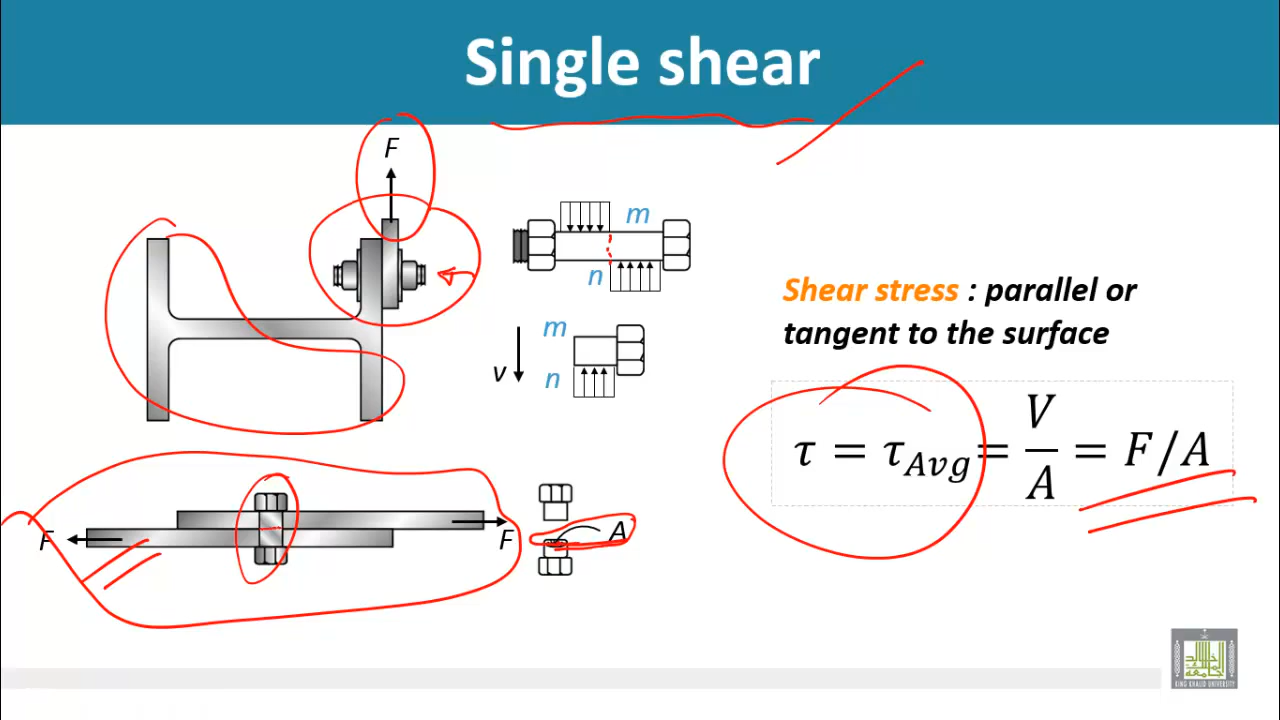 Single shear
F
m
n
m
v
n
Shear stress : parallel or
tangent to the surface
τ = τ_Avg = V/A = F/A
F
F
A
KING KHALID UNIVERSITY